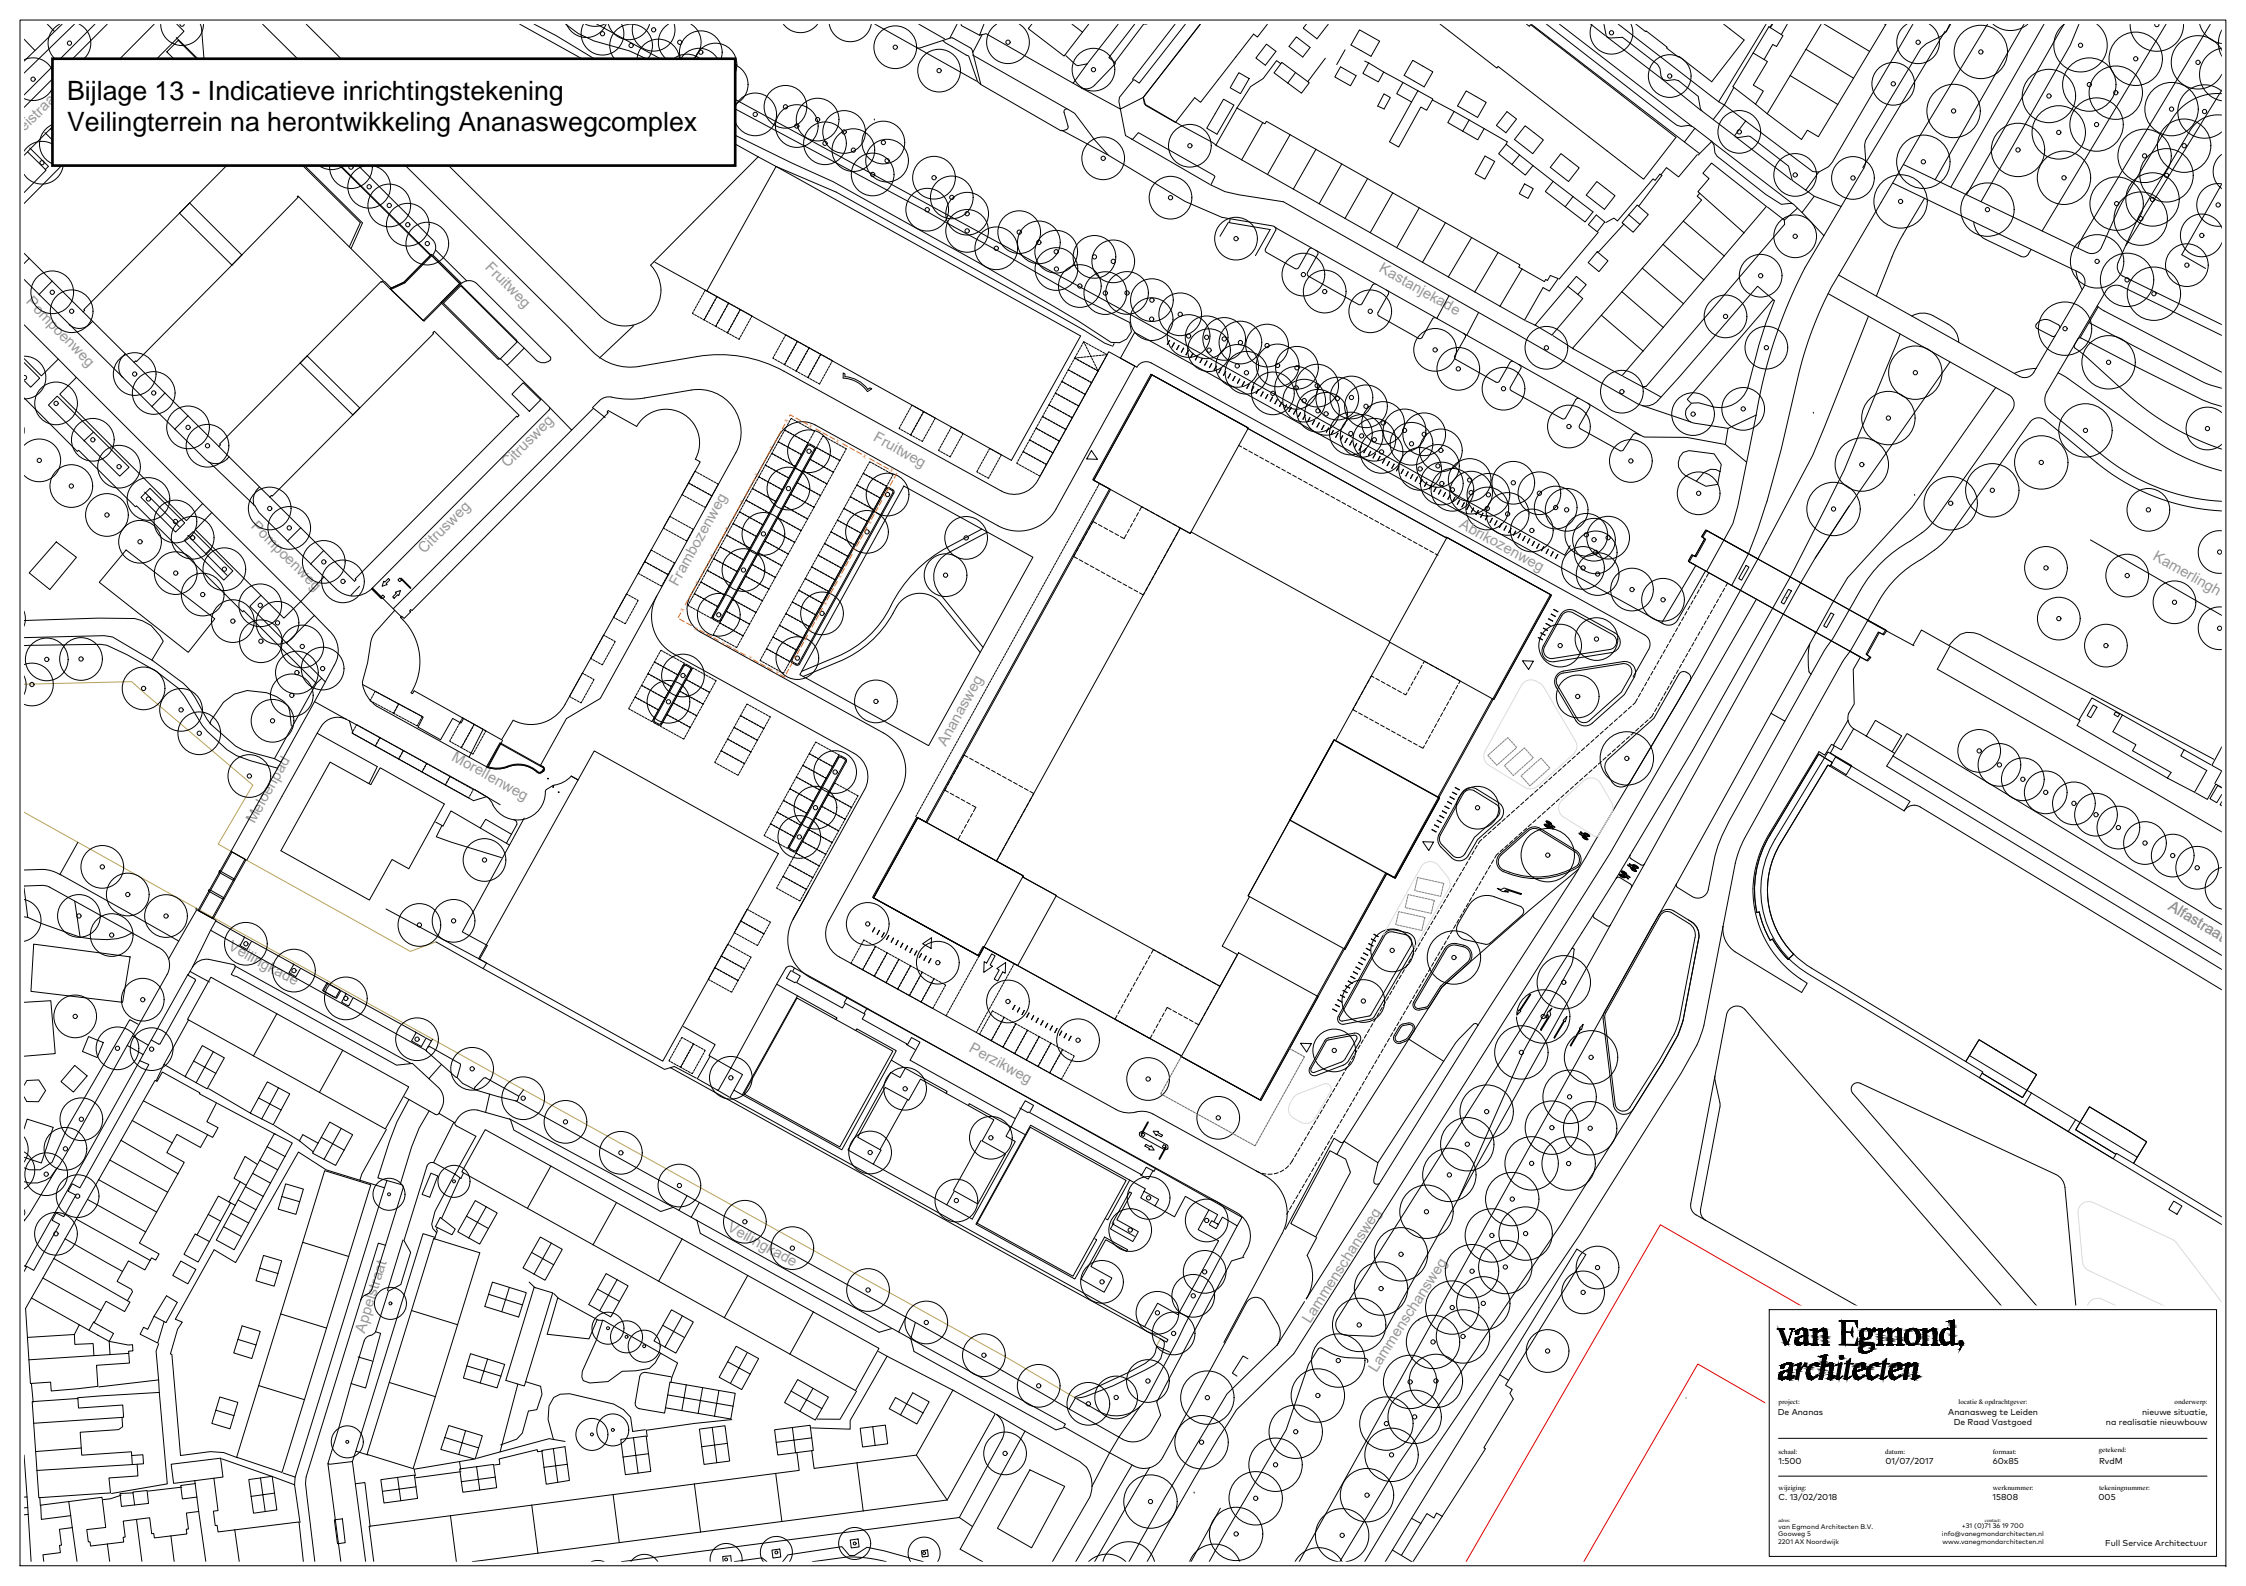 Bijlage 13 - Indicatieve inrichtingstekening
Veilingterrein na herontwikkeling Ananaswegcomplex
Fruitweg
Kastanjekade
Pompoenweg
Citrusweg
Fruitweg
Citrusweg
Frambozenweg
Abrikozenweg
Pompoenweg
Kamerlingh
Ananasweg
Morellenweg
Meloenpad
Alfastraat
Veilingkade
Perzikweg
Veilingkade
Appelstraat
Lammenschansweg
Lammenschansweg
van Egmond,
architecten
project:
De Ananas
locatie & opdrachtgever:
Ananasweg te Leiden
De Raad Vastgoed
onderwerp:
nieuwe situatie,
na realisatie nieuwbouw
schaal:
1:500
datum:
01/07/2017
formaat:
60x85
getekend:
RvdM
wijziging:
C. 13/02/2018
werknummer:
15808
tekeningnummer:
005
adres:
van Egmond Architecten B.V.
Gooweg 5
2201 AX Noordwijk
contact:
+31 (0)71 36 19 700
info@vanegmondarchitecten.nl
www.vanegmondarchitecten.nl
Full Service Architectuur